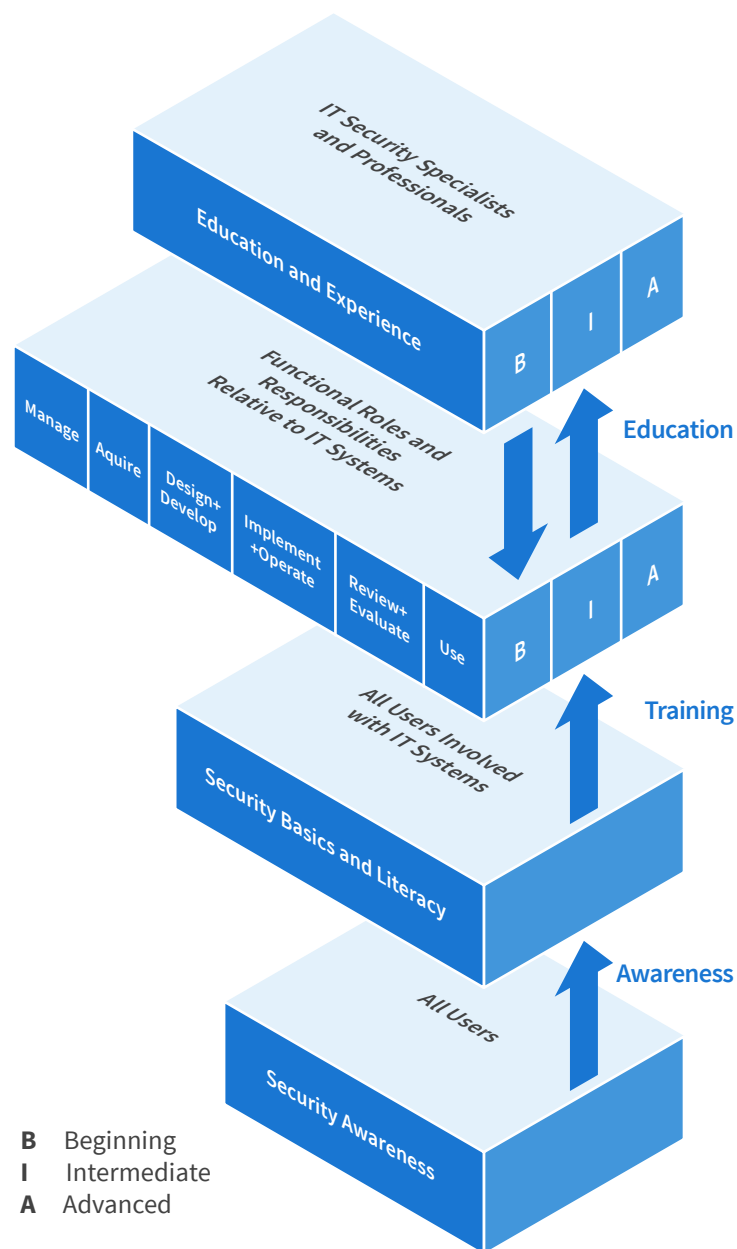 IT Security Specialists
and Professionals
Education and Experience
B
I
A
Education
Functional Roles and
Responsibilities
Relative to IT Systems
Manage
Aquire
Design+
Develop
Implement
+Operate
Review+
Evaluate
Use
B
I
A
Training
All Users Involved
with IT Systems
Security Basics and Literacy
Awareness
All Users
Security Awareness
B Beginning
I Intermediate
A Advanced